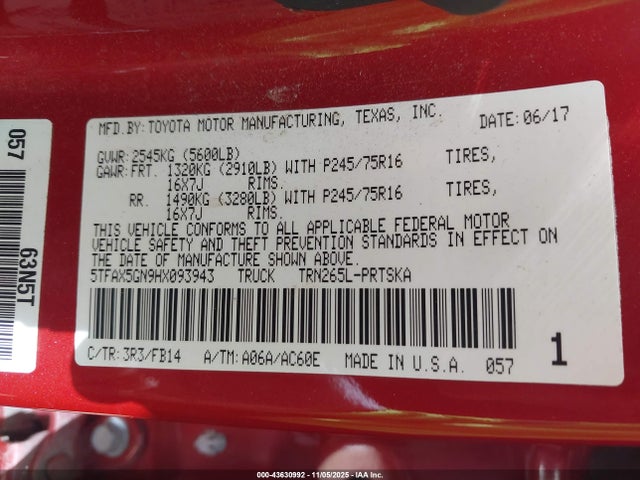 MFD.BY:TOYOTA MOTOR MANUFACTURING, TEXAS, INC. DATE:06/17
GVWR:2545KG (5600LB)
GAWR:FRT. 1320KG (2910LB) WITH P245/75R16 TIRES,
16X7J RIMS.
RR. 1490KG (3280LB) WITH P245/75R16 TIRES,
16X7J RIMS.
THIS VEHICLE CONFORMS TO ALL APPLICABLE FEDERAL MOTOR
VEHICLE SAFETY AND THEFT PREVENTION STANDARDS IN EFFECT ON
THE DATE OF MANUFACTURE SHOWN ABOVE.
5TFAX5GN9HX093943 TRUCK TRN265L-PRTSKA
C/TR:3R3/FB14 A/TM:A06A/AC60E MADE IN U.S.A. 057 1
057 63N5T
000-43630992 - 11/05/2025 - IAA Inc.